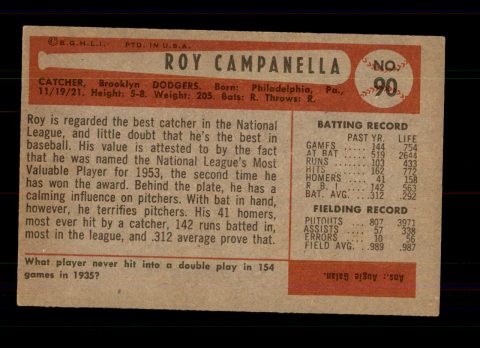 © B.G.H.L.I. PTD. IN U.S.A.
ROY CAMPANELLA
NO. 90
CATCHER, Brooklyn DODGERS. Born: Philadelphia, Pa.,
11/19/21. Height: 5-8. Weight: 205. Bats: R. Throws: R.
Roy is regarded the best catcher in the National
League, and little doubt that he's the best in
baseball. His value is attested to by the fact
that he was named the National League's Most
Valuable Player for 1953, the second time he
has won the award. Behind the plate, he has a
calming influence on pitchers. With bat in hand,
however, he terrifies pitchers. His 41 homers,
most ever hit by a catcher, 142 runs batted in,
most in the league, and .312 average prove that.
BATTING RECORD
PAST YR. LIFE
GAMES 144 754
AT BAT 519 2644
RUNS 103 433
HITS 162 772
HOMERS 41 158
R. B. I. 142 563
BAT. AVG. .312 .292
FIELDING RECORD
PUTOUTS 807 3971
ASSISTS 57 338
ERRORS 10 56
FIELD AVG. .989 .987
What player never hit into a double play in 154
games in 1935?
Ans.: Augie Galan.